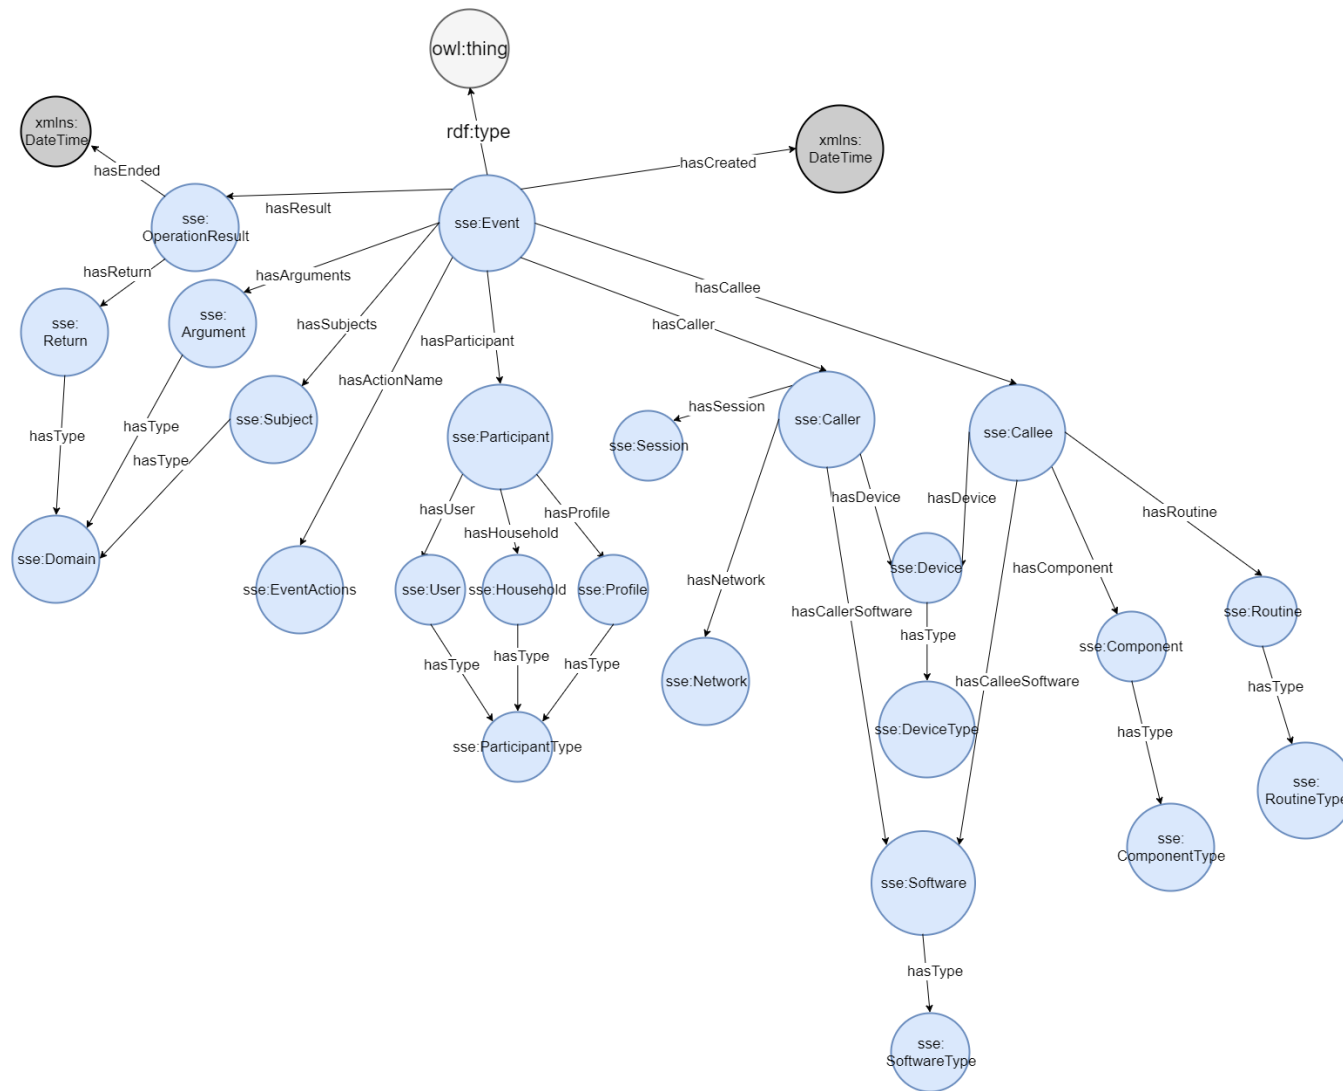 owl:thing
xmlns:
DateTime
rdf:type
xmlns:
DateTime
hasEnded
hasCreated
hasResult
sse:
OperationResult
sse:Event
hasReturn
hasArguments
hasCallee
sse:
Return
sse:
Argument
hasSubjects
hasCaller
hasParticipant
hasActionName
hasSession
sse:Subject
sse:Caller
hasType
hasType
hasType
sse:Participant
sse:Session
sse:Callee
hasUser
hasHousehold
hasProfile
hasDevice
hasDevice
hasRoutine
sse:Domain
sse:EventActions
sse:User
sse:Household
sse:Profile
hasNetwork
sse:Device
hasComponent
hasCallerSoftware
sse:Routine
hasType
hasType
hasType
hasType
sse:Component
sse:Network
hasCalleeSoftware
hasType
sse:ParticipantType
sse:DeviceType
hasType
sse:
RoutineType
sse:
ComponentType
sse:Software
hasType
sse:
SoftwareType